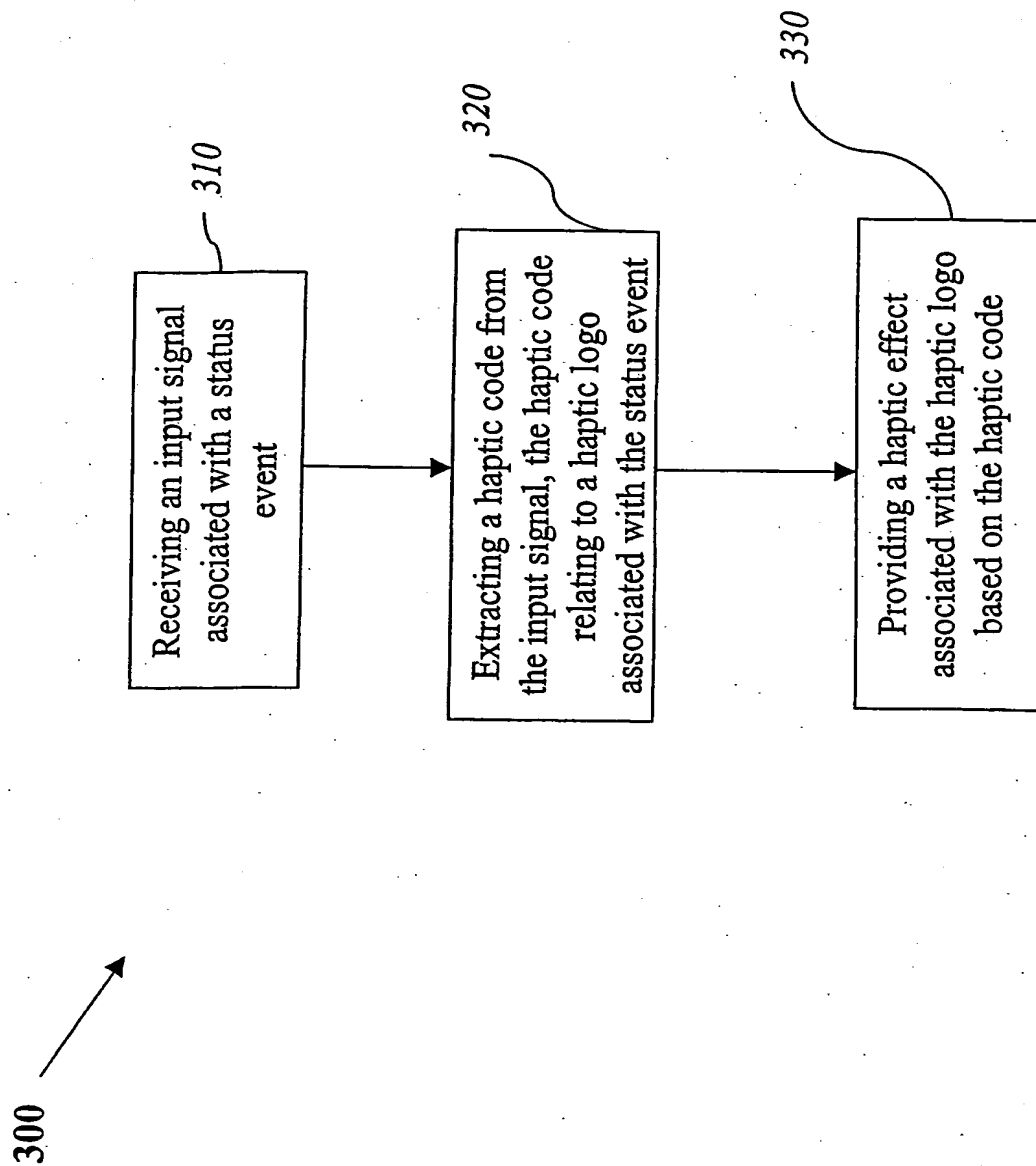 300
Receiving an input signal
associated with a status
event
310
Extracting a haptic code from
the input signal, the haptic code
relating to a haptic logo
associated with the status event
320
Providing a haptic effect
associated with the haptic logo
based on the haptic code
330